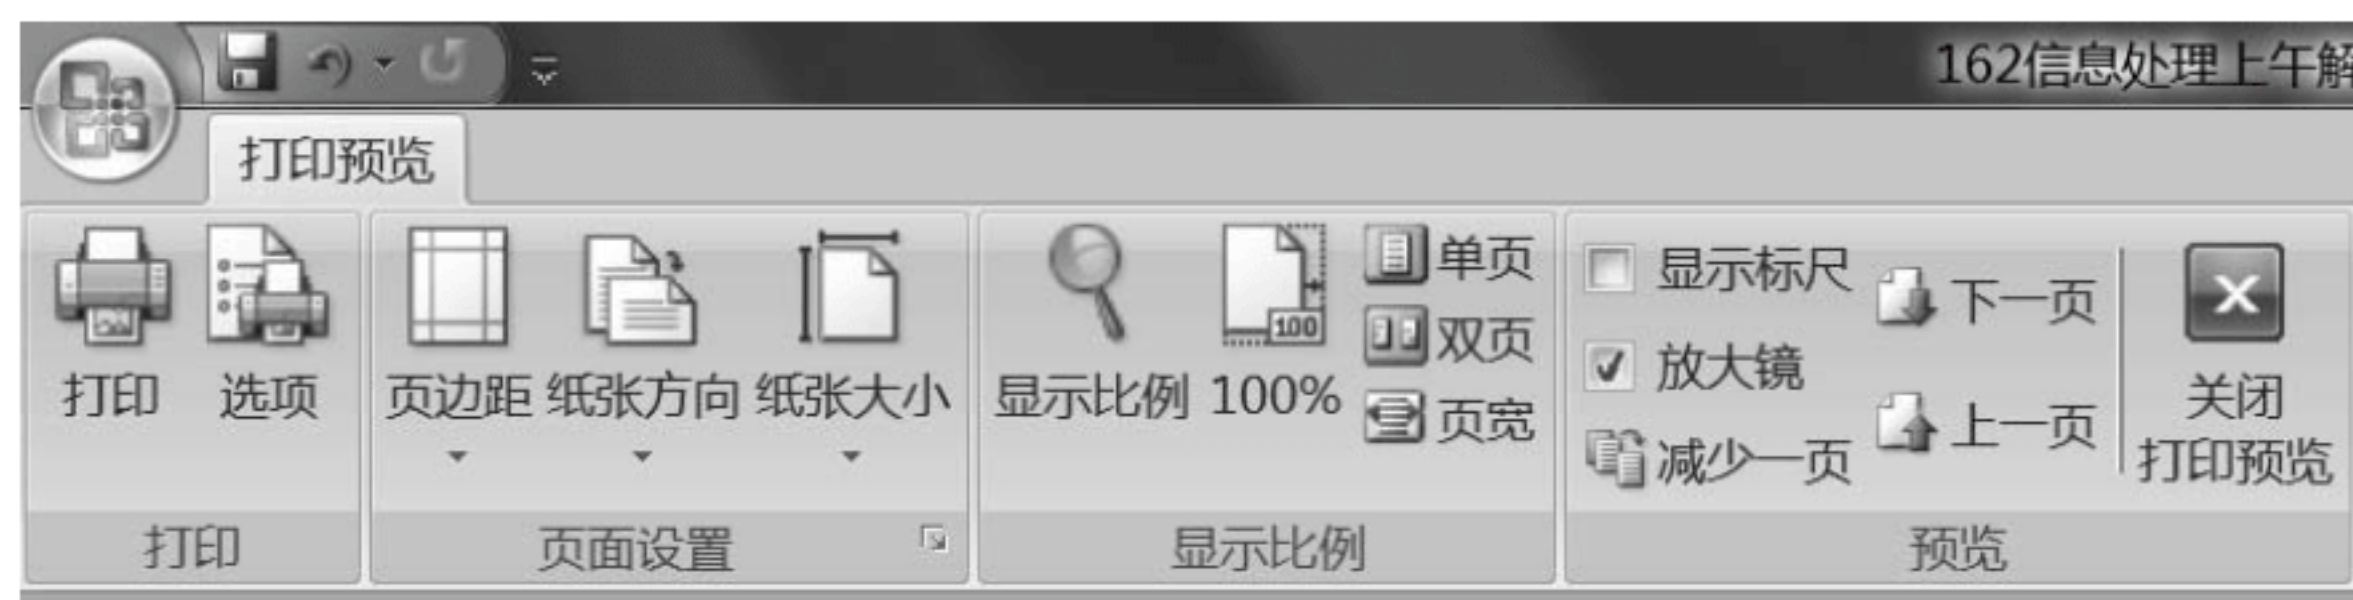 162信息处理上午解
打印预览
打印
选项
页边距
纸张方向
纸张大小
显示比例
100
100%
单页
双页
页宽
显示标尺
放大镜
减少一页
下一页
上一页
关闭
打印预览
打印
页面设置
显示比例
预览